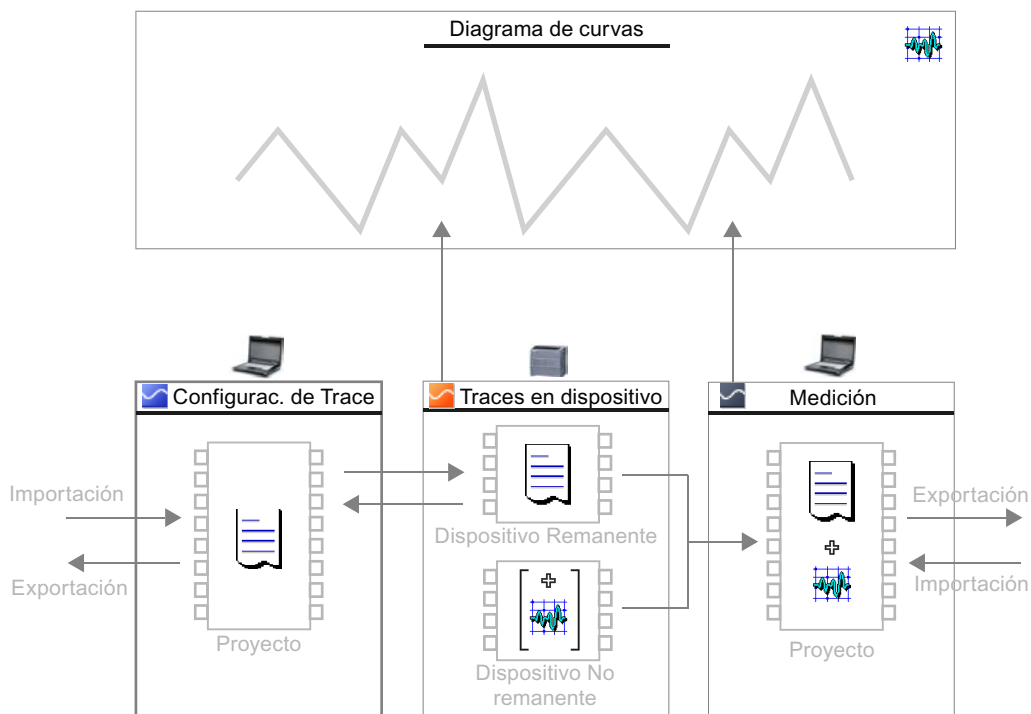 Diagrama de curvas
Configurac. de Trace
Traces en dispositivo
Medición
Importación
Exportación
Proyecto
Dispositivo Remanente
Dispositivo No
remanente
Exportación
Importación
Proyecto